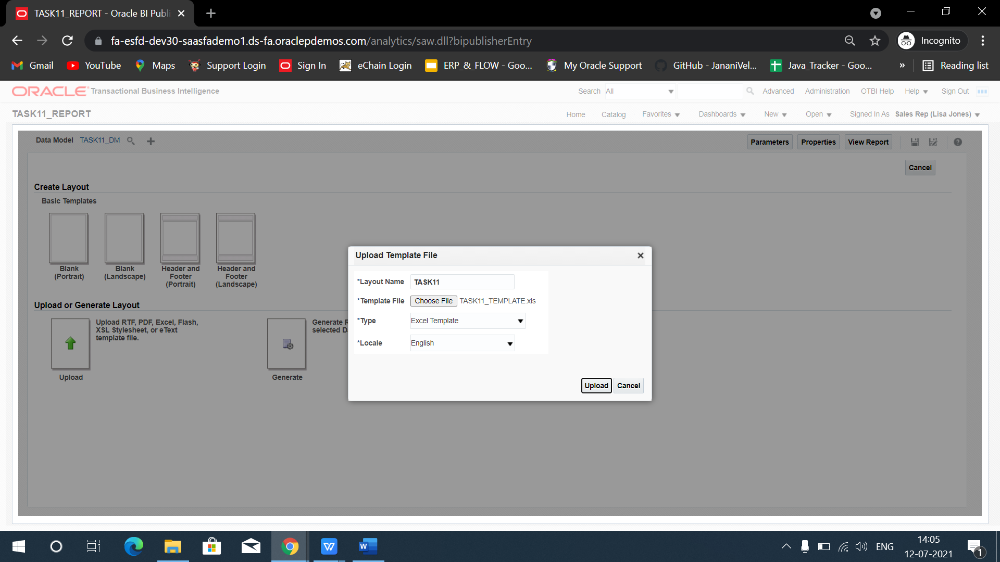 TASK11_REPORT - Oracle BI Publi
fa-esfd-dev30-saasfademo1.ds-fa.oraclepdemos.com/analytics/saw.dll?bipublisherEntry
Incognito
Gmail
YouTube
Maps
Support Login
Sign In
eChain Login
ERP_&_FLOW - Goo...
My Oracle Support
GitHub - JananiVel...
Java_Tracker - Goo...
»
Reading list
ORACLE Transactional Business Intelligence
Search All
Advanced
Administration
OTBI Help
Help
Sign Out
TASK11_REPORT
Home
Catalog
Favorites
Dashboards
New
Open
Signed In As Sales Rep (Lisa Jones)
Data Model TASK11_DM
Parameters
Properties
View Report
Cancel
Create Layout
Basic Templates
Blank
(Portrait)
Blank
(Landscape)
Header and
Footer
(Portrait)
Header and
Footer
(Landscape)
Upload or Generate Layout
Upload RTF, PDF, Excel, Flash,
XSL Stylesheet, or eText
template file.
Upload
Generate R
selected D
Generate
Upload Template File
*Layout Name TASK11
*Template File Choose File TASK11_TEMPLATE.xls
*Type Excel Template
*Locale English
Upload
Cancel
W
W
ENG
14:05
12-07-2021
1